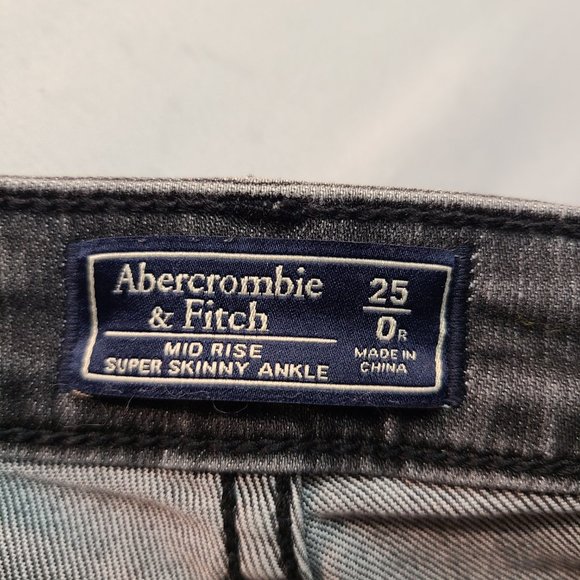 Abercrombie
& Fitch
MID RISE
SUPER SKINNY ANKLE
25
0R
MADE IN
CHINA